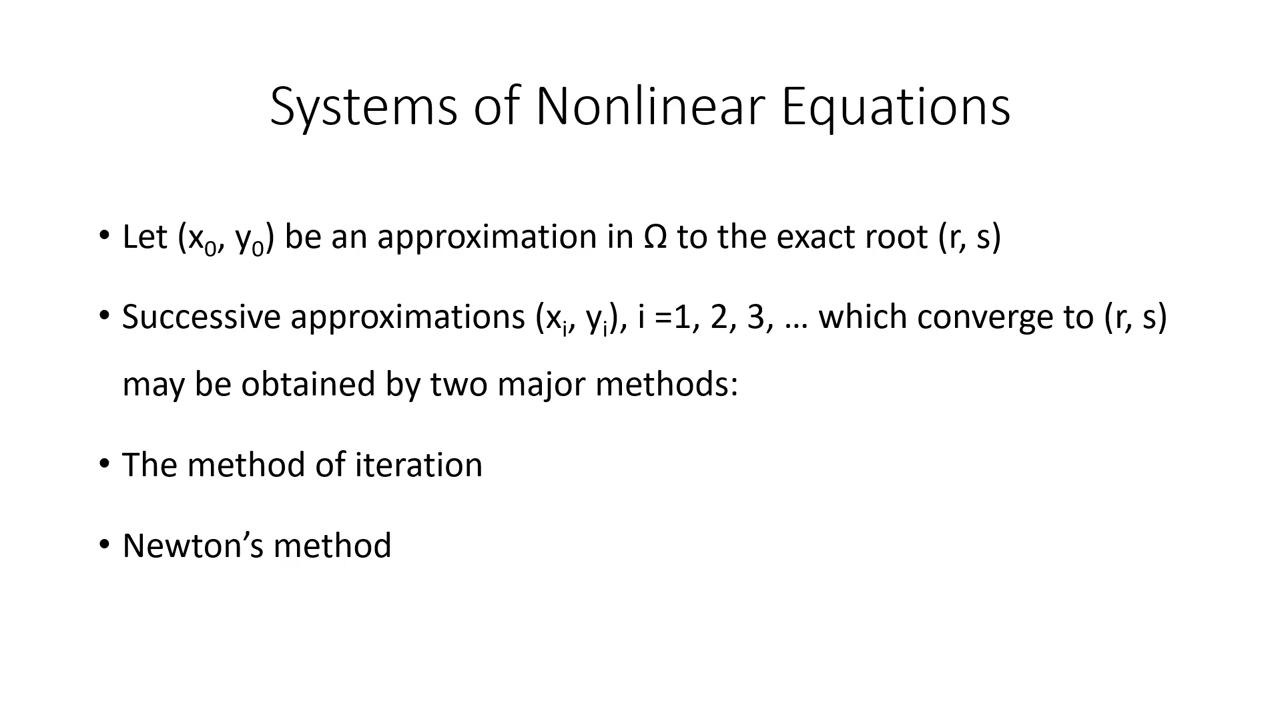 Systems of Nonlinear Equations
• Let (x₀, y₀) be an approximation in Ω to the exact root (r, s)
• Successive approximations (xᵢ, yᵢ), i =1, 2, 3, … which converge to (r, s)
may be obtained by two major methods:
• The method of iteration
• Newton’s method